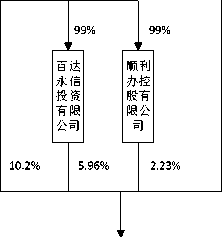 99%
99%
百达
永信
投资
有限
公司
顺利
办控
股有
限公
司
10.2%
5.96%
2.23%